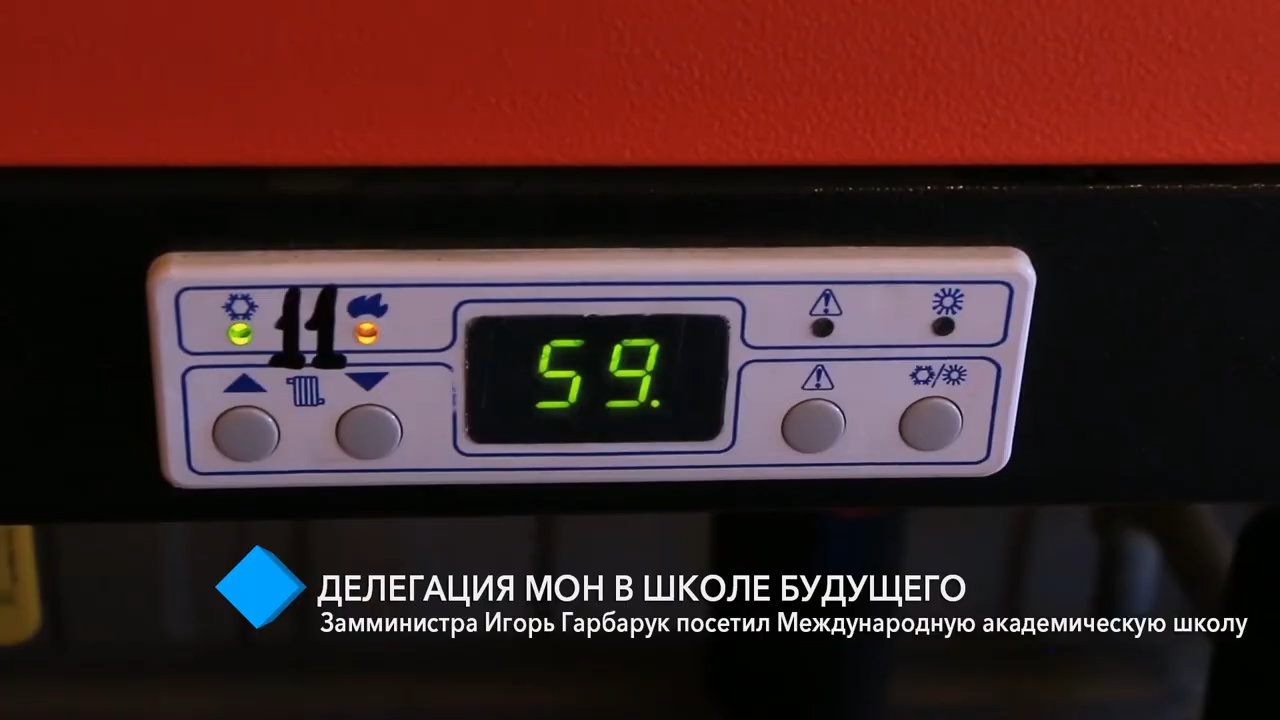 11
59.
ДЕЛЕГАЦИЯ МОН В ШКОЛЕ БУДУЩЕГО
Замминистра Игорь Гарбарук посетил Международную академическую школу